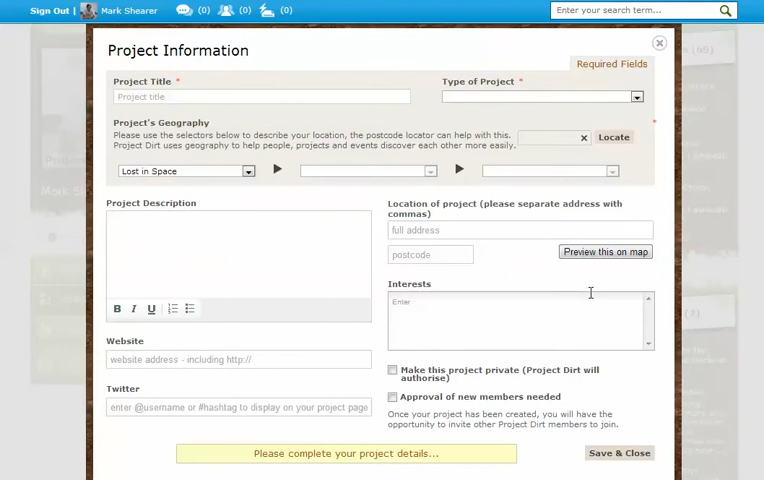 Sign Out | Mark Shearer (0) (0) (0) Enter your search term...
Project Information
Required Fields
Project Title * Type of Project *
Project title
Project's Geography *
Please use the selectors below to describe your location, the postcode locator can help with this.
Project Dirt uses geography to help people, projects and events discover each other more easily.
Locate
Lost in Space
Project Description
Location of project (please separate address with
commas)
full address
postcode Preview this on map
Interests
Enter
B I U
Website
website address - including http://
Make this project private (Project Dirt will
authorise)
Twitter
Approval of new members needed
enter @username or #hashtag to display on your project page
Once your project has been created, you will have the
opportunity to invite other Project Dirt members to join.
Please complete your project details... Save & Close